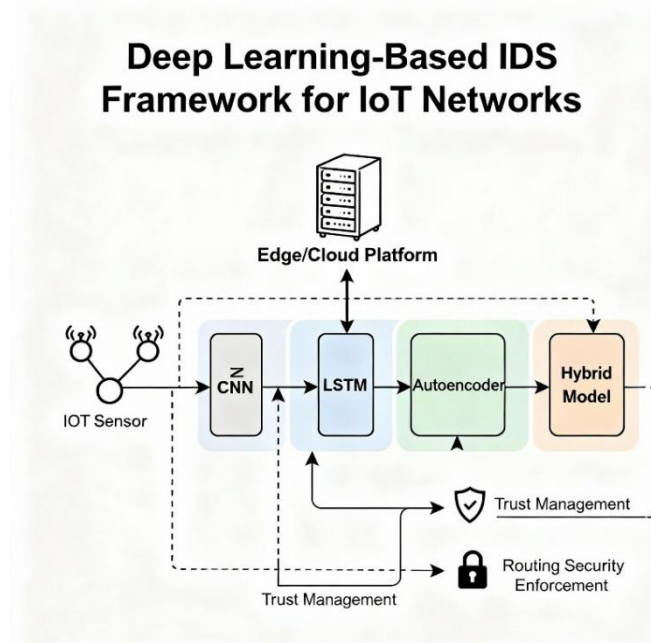 Deep Learning-Based IDS
Framework for IoT Networks
Edge/Cloud Platform
IOT Sensor
Z
CNN
LSTM
Autoencoder
Hybrid
Model
Trust Management
Routing Security
Enforcement
Trust Management